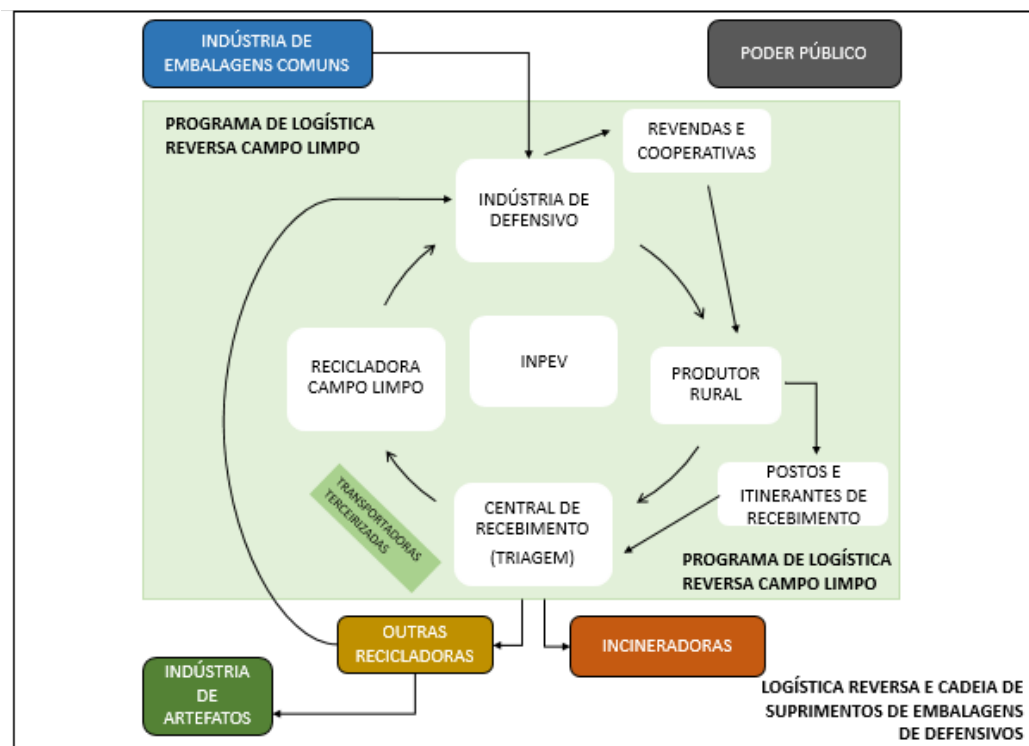 INDÚSTRIA DE
EMBALAGENS COMUNS
PODER PÚBLICO
PROGRAMA DE LOGÍSTICA
REVERSA CAMPO LIMPO
REVENDAS E
COOPERATIVAS
INDÚSTRIA DE
DEFENSIVO
RECICLADORA
CAMPO LIMPO
INPEV
PRODUTOR
RURAL
TRANSPORTADORAS
TERCEIRIZADAS
CENTRAL DE
RECEBIMENTO
(TRIAGEM)
POSTOS E
ITINERANTES DE
RECEBIMENTO
PROGRAMA DE LOGÍSTICA
REVERSA CAMPO LIMPO
OUTRAS
RECICLADORAS
INCINERADORAS
INDÚSTRIA
DE
ARTEFATOS
LOGÍSTICA REVERSA E CADEIA DE
SUPRIMENTOS DE EMBALAGENS
DE DEFENSIVOS